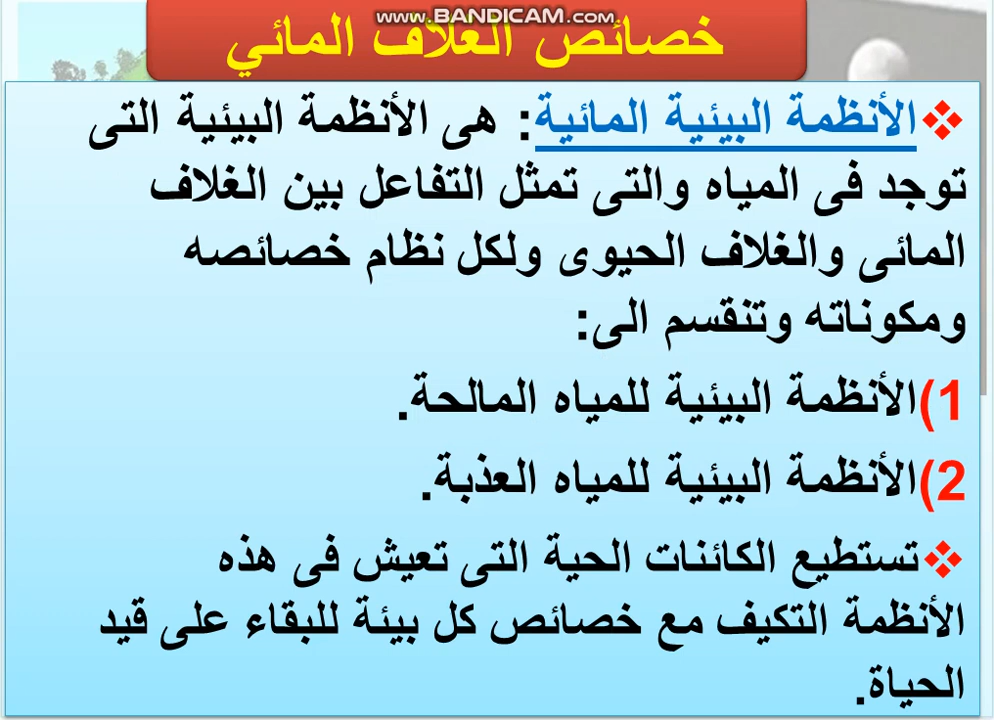 www.BANDICAM.com
خصائص الغلاف المائي
الأنظمة البيئية المائية: هى الأنظمة البيئية التى
توجد فى المياه والتى تمثل التفاعل بين الغلاف
المائى والغلاف الحيوى ولكل نظام خصائصه
ومكوناته وتنقسم الى:
1)الأنظمة البيئية للمياه المالحة.
2)الأنظمة البيئية للمياه العذبة.
تستطيع الكائنات الحية التى تعيش فى هذه
الأنظمة التكيف مع خصائص كل بيئة للبقاء على قيد
الحياة.